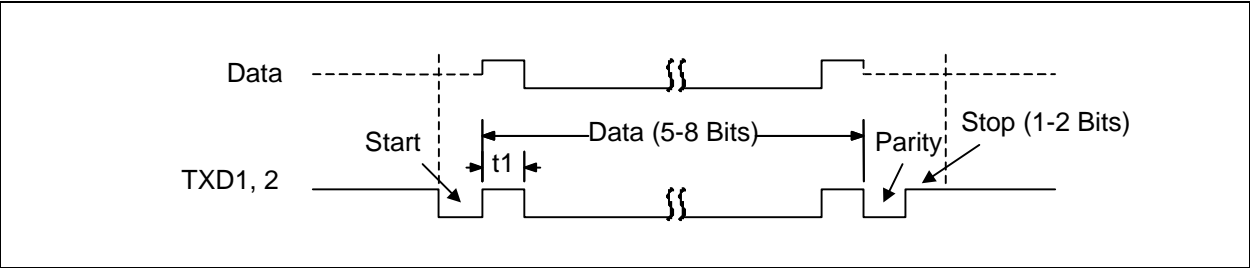 Data
Data (5-8 Bits)
Stop (1-2 Bits)
Start
Parity
t1
TXD1, 2